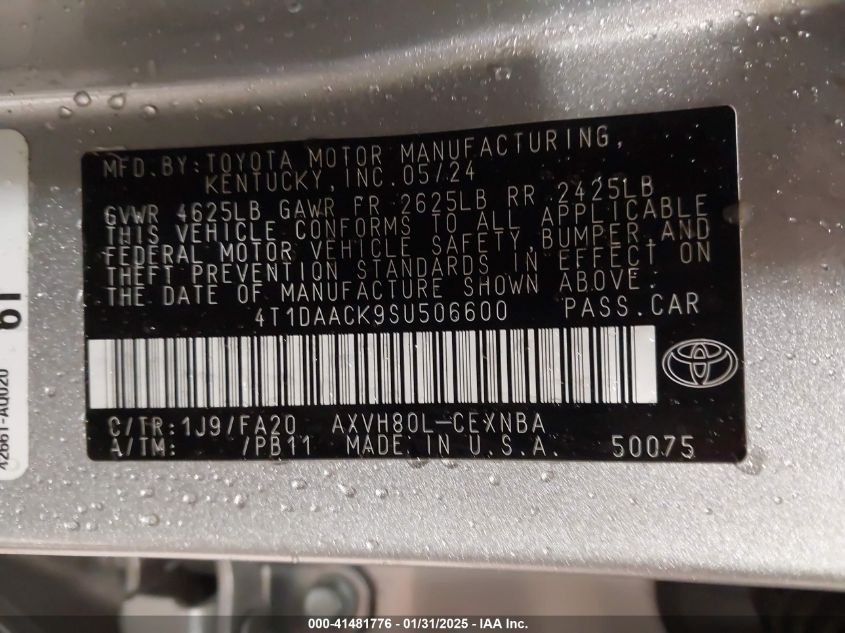 MFD. BY: TOYOTA MOTOR MANUFACTURING,
KENTUCKY, INC. 05/24
GVWR 4625LB GAWR FR 2625LB RR 2425LB
THIS VEHICLE CONFORMS TO ALL APPLICABLE
FEDERAL MOTOR VEHICLE SAFETY, BUMPER, AND
THEFT PREVENTION STANDARDS IN EFFECT ON
THE DATE OF MANUFACTURE SHOWN ABOVE.
4T1DAACK9SU506600 PASS. CAR
C/TR: 1J9/FA20 AXVH80L-CEXNBA
A/TM: /PB11 MADE IN U.S.A. 50075
42661-AU020
61
000-41481776 - 01/31/2025 - IAA Inc.